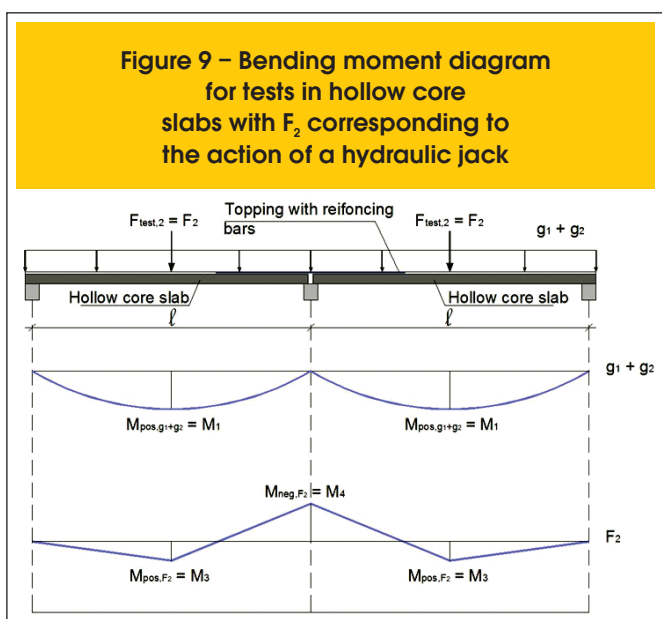 Figure 9 – Bending moment diagram
for tests in hollow core
slabs with F₂ corresponding to
the action of a hydraulic jack
Topping with reifoncing
bars
Ftest,2 = F2
Ftest,2 = F2
g1 + g2
Hollow core slab
Hollow core slab
ℓ
ℓ
g1 + g2
Mpos,g1+g2 = M1
Mpos,g1+g2 = M1
Mneg,F2 = M4
F2
Mpos,F2 = M3
Mpos,F2 = M3